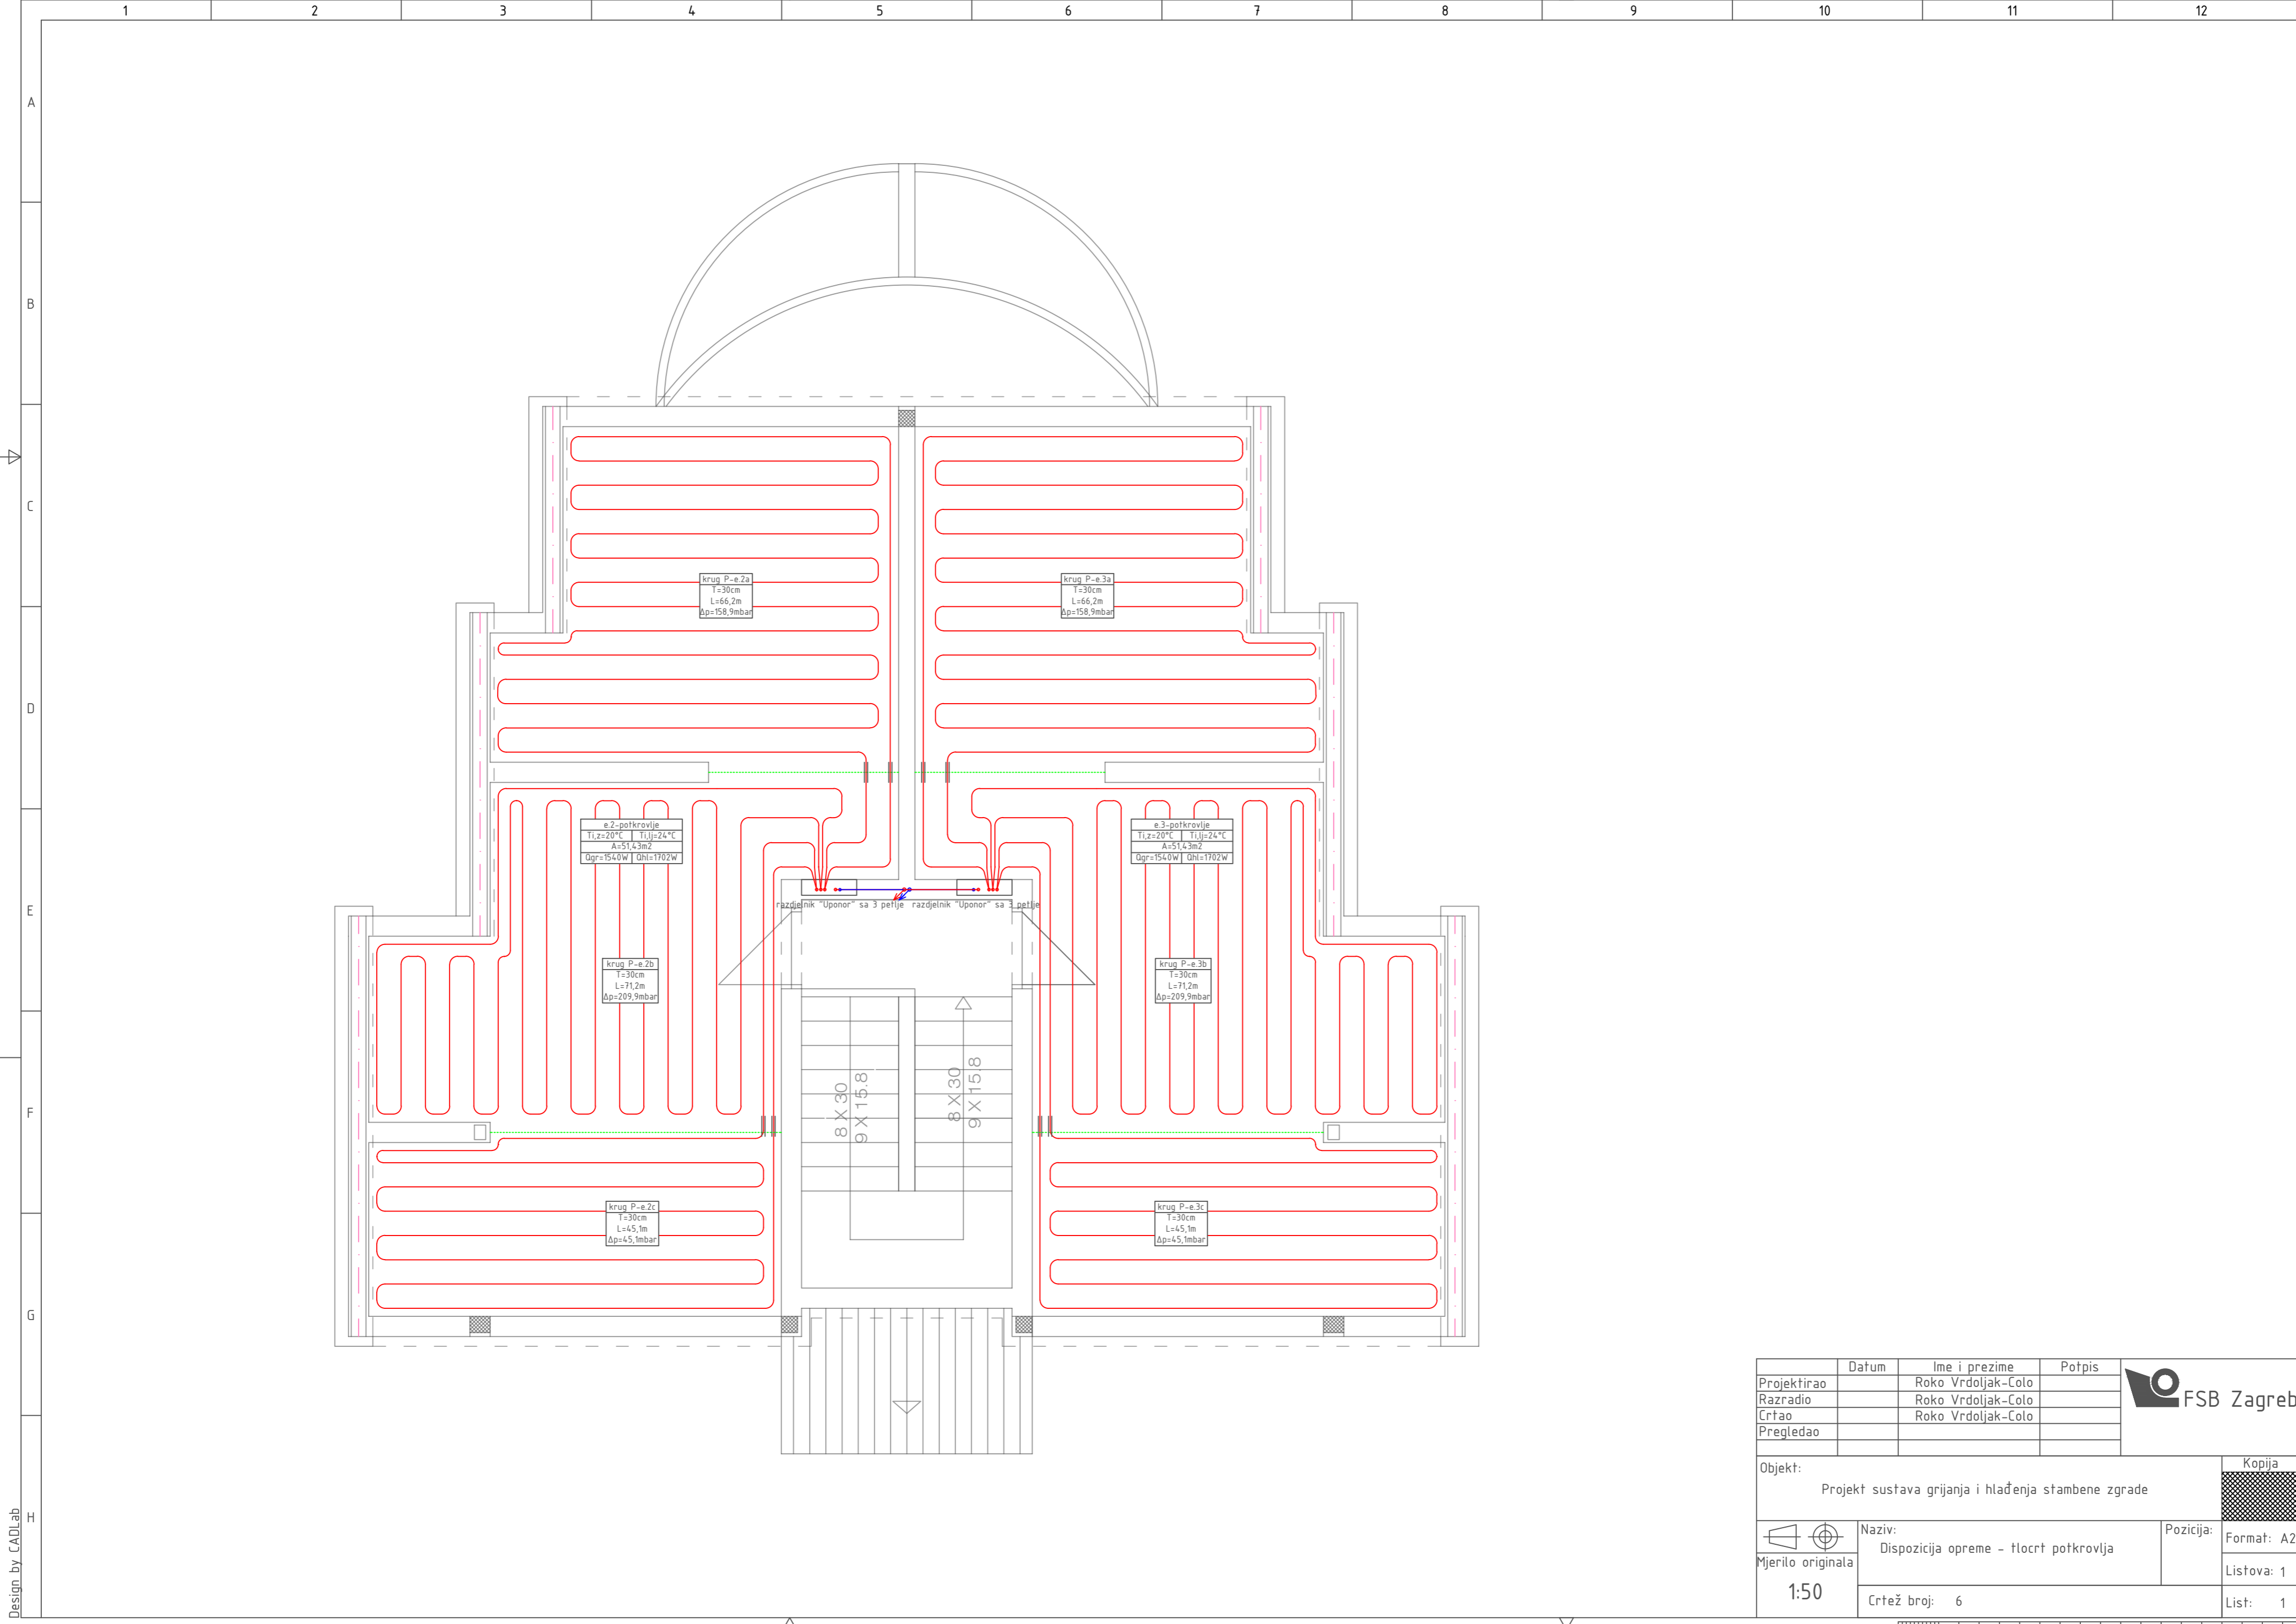 1 2 3 4 5 6 7 8 9 10 11 12
A
B
C
D
E
F
G
H
krug P-e.2a
T=30cm
L=66,2m
Δp=158,9mbar
krug P-e.3a
T=30cm
L=66,2m
Δp=158,9mbar
e.2-potkrovlje
Ti,z=20°C Ti,lj=24°C
A=51,43m2
Qgr=1540W Qhl=1702W
e.3-potkrovlje
Ti,z=20°C Ti,lj=24°C
A=51,43m2
Qgr=1540W Qhl=1702W
razdjelnik "Uponor" sa 3 petlje
razdjelnik "Uponor" sa 3 petlje
krug P-e.2b
T=30cm
L=71,2m
Δp=209,9mbar
krug P-e.3b
T=30cm
L=71,2m
Δp=209,9mbar
8 X 30
9 X 15.8
8 X 30
9 X 15.8
krug P-e.2c
T=30cm
L=45,1m
Δp=45,1mbar
krug P-e.3c
T=30cm
L=45,1m
Δp=45,1mbar
Datum Ime i prezime Potpis
Projektirao Roko Vrdoljak-Colo
Razradio Roko Vrdoljak-Colo
Crtao Roko Vrdoljak-Colo
Pregledao
FSB Zagreb
Objekt:
Projekt sustava grijanja i hlađenja stambene zgrade
Kopija
Naziv:
Dispozicija opreme - tlocrt potkrovlja
Pozicija:
Format: A2
Mjerilo originala
1:50
Listova: 1
Crtež broj: 6
List: 1
Design by CADLab